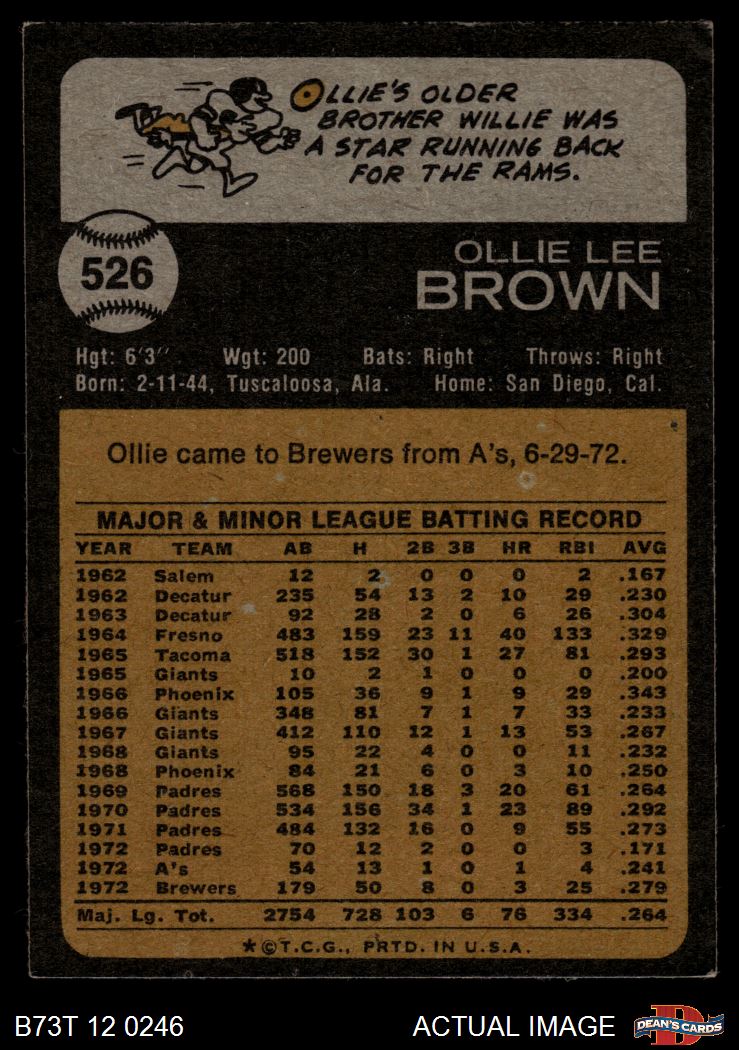 OLLIE'S OLDER
BROTHER WILLIE WAS
A STAR RUNNING BACK
FOR THE RAMS.
526
OLLIE LEE
BROWN
Hgt: 6'3" Wgt: 200 Bats: Right Throws: Right
Born: 2-11-44, Tuscaloosa, Ala. Home: San Diego, Cal.
Ollie came to Brewers from A's, 6-29-72.
MAJOR & MINOR LEAGUE BATTING RECORD
YEAR TEAM AB H 2B 3B HR RBI AVG
1962 Salem 12 2 0 0 0 2 .167
1962 Decatur 235 54 13 2 10 29 .230
1963 Decatur 92 28 2 0 6 26 .304
1964 Fresno 483 159 23 11 40 133 .329
1965 Tacoma 518 152 30 1 27 81 .293
1965 Giants 10 2 1 0 0 0 .200
1966 Phoenix 105 36 9 1 9 29 .343
1966 Giants 348 81 7 1 7 33 .233
1967 Giants 412 110 12 1 13 53 .267
1968 Giants 95 22 4 0 0 11 .232
1968 Phoenix 84 21 6 0 3 10 .250
1969 Padres 568 150 18 3 20 61 .264
1970 Padres 534 156 34 1 23 89 .292
1971 Padres 484 132 16 0 9 55 .273
1972 Padres 70 12 2 0 0 3 .171
1972 A's 54 13 1 0 1 4 .241
1972 Brewers 179 50 8 0 3 25 .279
Maj. Lg. Tot. 2754 728 103 6 76 334 .264
★©T.C.G., PRTD. IN U.S.A.
B73T 12 0246 ACTUAL IMAGE
D
DEAN'S CARDS